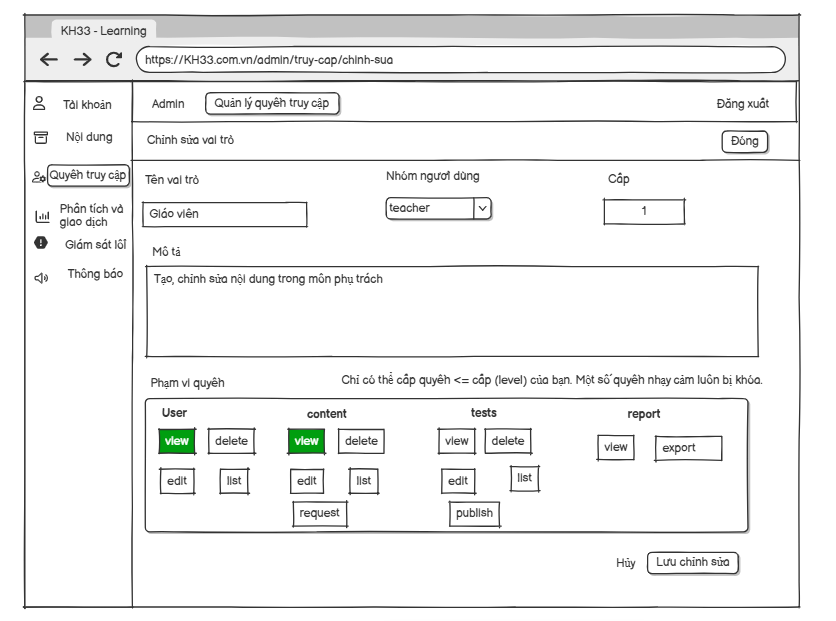 KH33 - Learning
https://KH33.com.vn/admin/truy-cap/chinh-sua
Tài khoản
Admin
Quản lý quyền truy cập
Đăng xuất
Nội dung
Chỉnh sửa vai trò
Đóng
Quyền truy cập
Phân tích và
giao dịch
Giám sát lỗi
Thông báo
Tên vai trò
Nhóm người dùng
Cấp
Giáo viên
teacher
1
Mô tả
Tạo, chỉnh sửa nội dung trong môn phụ trách
Phạm vi quyền
Chỉ có thể cấp quyền <= cấp (level) của bạn. Một số quyền nhạy cảm luôn bị khóa.
User
content
tests
report
view
delete
view
delete
view
delete
view
export
edit
list
edit
list
edit
list
request
publish
Hủy
Lưu chỉnh sửa